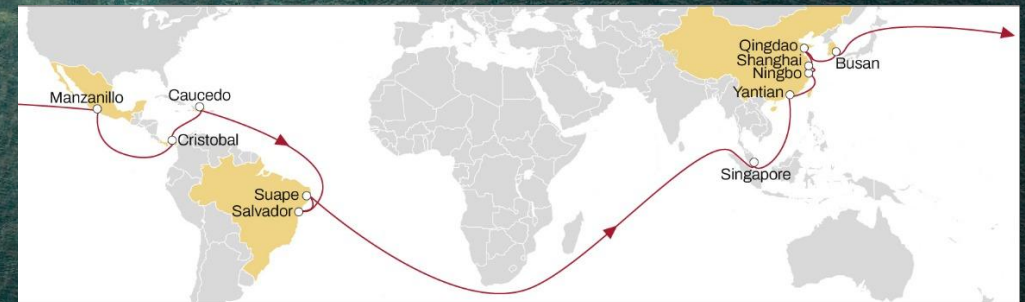 Manzanillo
Caucedo
Cristobal
Suape
Salvador
Qingdao
Shanghai
Ningbo
Yantian
Busan
Singapore